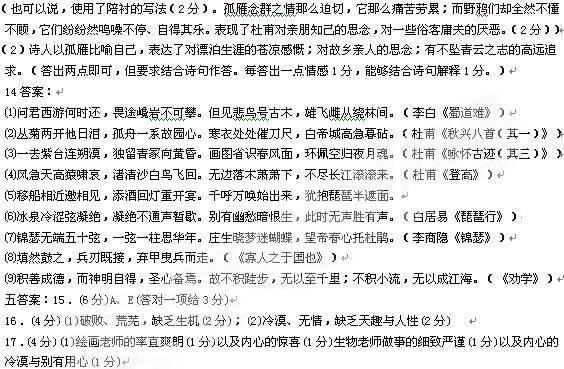 （也可以说，使用了陪衬的写法（2分）。孤雁念群之情那么迫切，它那么痛苦劳累；而野鸦们却全然不懂
不顾，它们纷纷然鸣噪不停、自得其乐。表现了杜甫对亲朋知己的思念，对一些俗客庸夫的厌恶。（2分））
（2）诗人以孤雁比喻自己，表达了对漂泊生涯的苍凉感慨；对故乡亲人的思念；有不坠青云之志的高远追
求。（答出两点即可，但要求结合诗句作答。每答出一点情感1分，能够结合诗句解释1分。）
14答案：
⑴问君西游何时还，畏途巉岩不可攀。但见悲鸟号古木，雄飞雌从绕林间。（李白《蜀道难》）
⑵丛菊两开他日泪，孤舟一系故园心。寒衣处处催刀尺，白帝城高急暮砧。（杜甫《秋兴八首（其一）》）
⑶一去紫台连朔漠，独留青冢向黄昏。画图省识春风面，环佩空归夜月魂。（杜甫《咏怀古迹（其三）》）
⑷风急天高猿啸哀，渚清沙白鸟飞回。无边落木萧萧下，不尽长江滚滚来。（杜甫《登高》）
⑸移船相近邀相见，添酒回灯重开宴。千呼万唤始出来，犹抱琵琶半遮面。
⑹冰泉冷涩弦凝绝，凝绝不通声暂歇。别有幽愁暗恨生，此时无声胜有声。（白居易《琵琶行》）
⑺锦瑟无端五十弦，一弦一柱思华年。庄生晓梦迷蝴蝶，望帝春心托杜鹃。（李商隐《锦瑟》）
⑻填然鼓之，兵刃既接，弃甲曳兵而走。（《寡人之于国也》）
⑼积善成德，而神明自得，圣心备焉。故不积跬步，无以至千里；不积小流，无以成江海。（《劝学》）
五答案：15．(6分)A、E(答对一项给3分)
16．(4分)(1)破败、荒芜，缺乏生机(2分)；(2)冷漠、无情，缺乏天趣与人性(2分)
17．(4分)(1)绘画老师的率直爽明(1分)以及内心的惊喜(1分)生物老师做事的细致严谨(1分)以及内心的
冷漠与别有用心(1分)